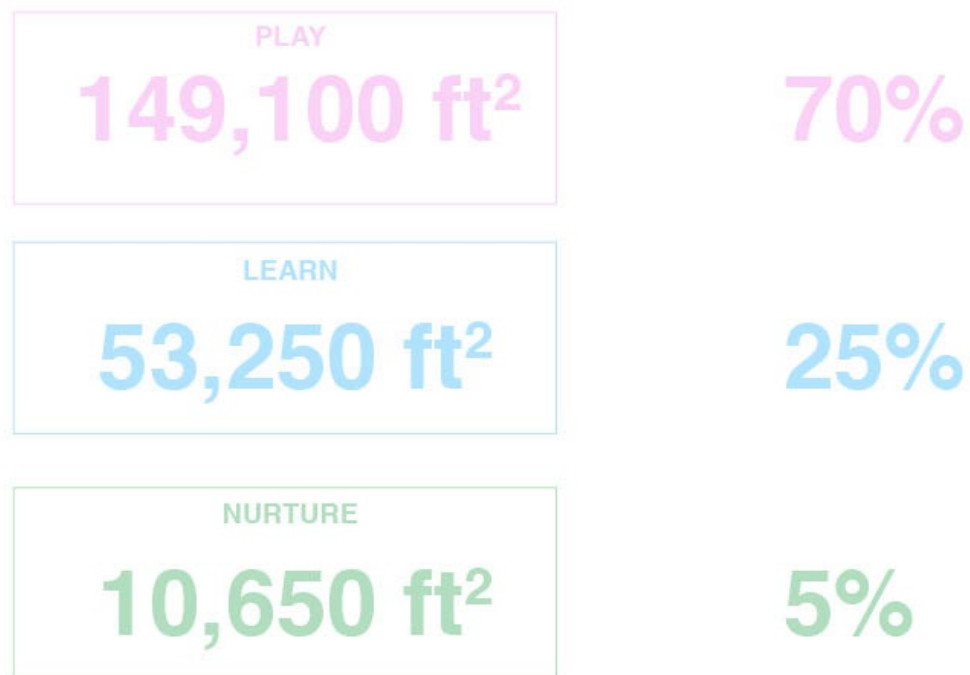 PLAY
149,100 ft² 70%
LEARN
53,250 ft² 25%
NURTURE
10,650 ft² 5%